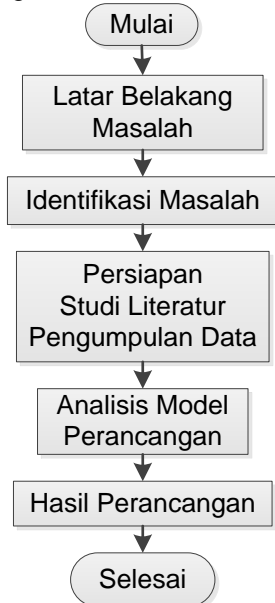 Mulai
Latar Belakang
Masalah
Identifikasi Masalah
Persiapan
Studi Literatur
Pengumpulan Data
Analisis Model
Perancangan
Hasil Perancangan
Selesai